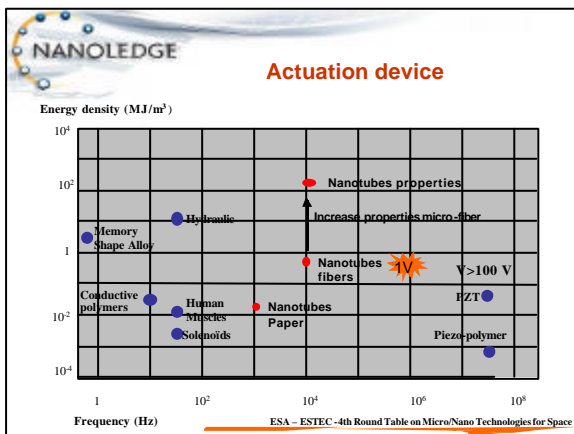 NANOLEDGE
Actuation device
Energy density (MJ/m³)
10⁴
10²
1
10⁻²
10⁻⁴
Nanotubes properties
Hydraulic
Increase properties micro-fiber
Memory
Shape Alloy
Nanotubes
fibers
1V
V>100 V
PZT
Conductive
polymers
Human
Muscles
Nanotubes
Paper
Solenoïds
Piezo-polymer
1
10²
10⁴
10⁶
10⁸
Frequency (Hz)
ESA – ESTEC -4th Round Table on Micro/Nano Technologies for Space